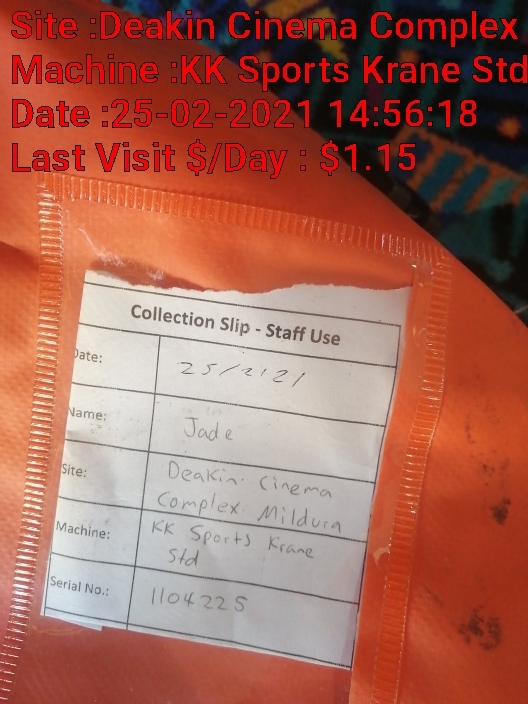 Site :Deakin Cinema Complex
Machine :KK Sports Krane Std
Date :25-02-2021 14:56:18
Last Visit $/Day : $1.15
Collection Slip - Staff Use
Date: 25/2/21
Name: Jade
Site: Deakin Cinema
Complex Mildura
Machine: KK Sports Krane
Std
Serial No.: 1104225